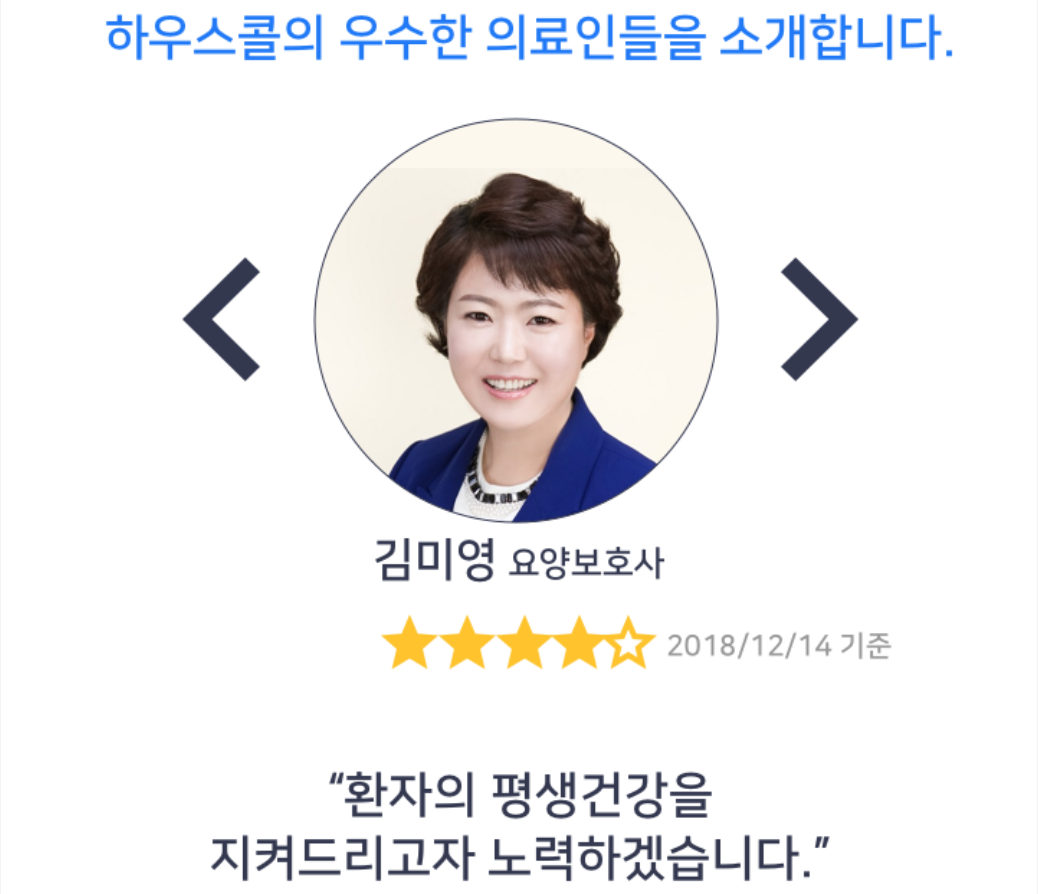 하우스콜의 우수한 의료인들을 소개합니다.
김미영 요양보호사
2018/12/14 기준
“환자의 평생건강을
지켜드리고자 노력하겠습니다.”